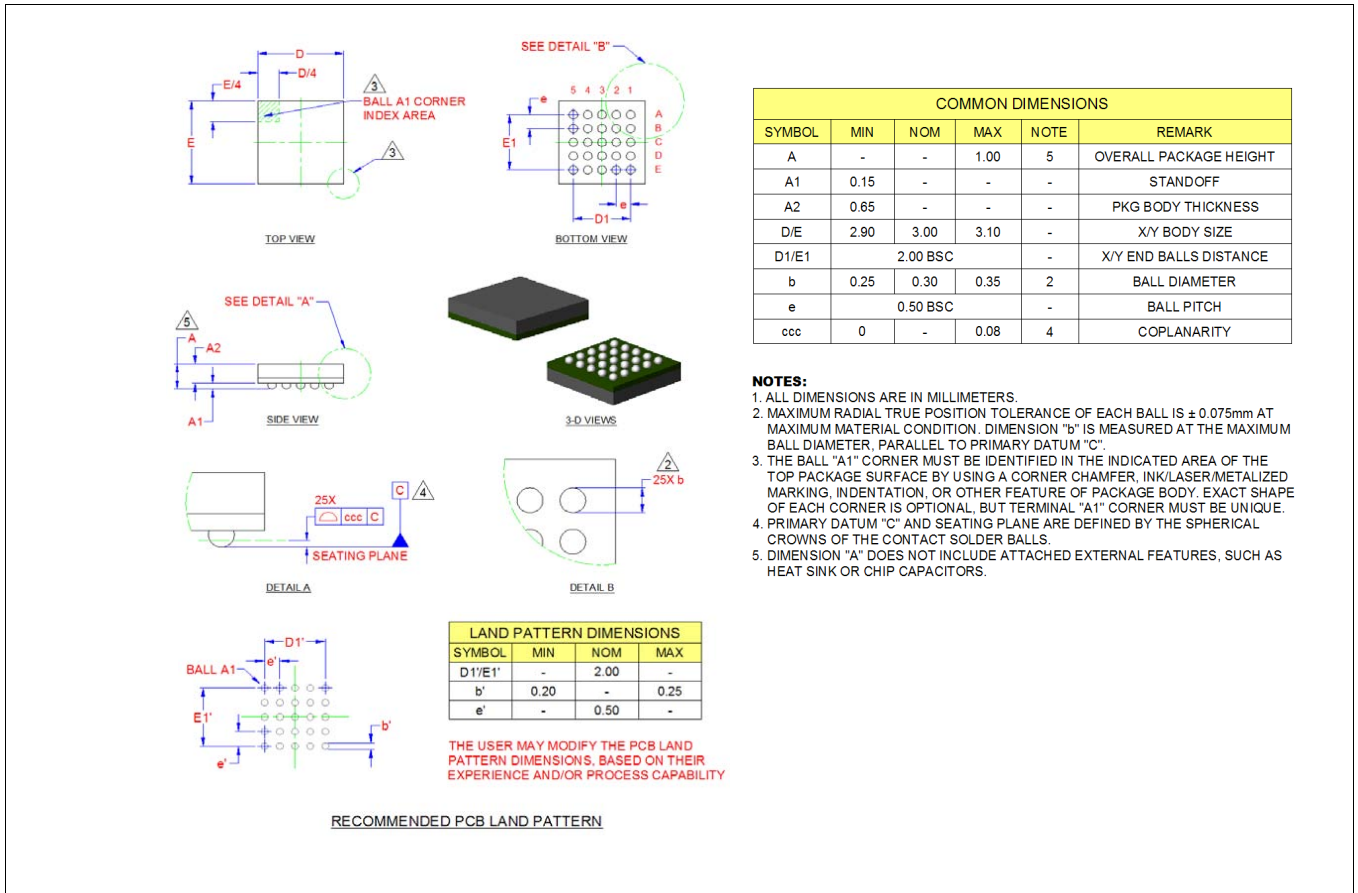 D
D/4
E/4
3
BALL A1 CORNER
INDEX AREA
E
3
TOP VIEW
SEE DETAIL "B"
5 4 3 2 1
e
A
B
C
D
E
E1
e
D1
BOTTOM VIEW
SEE DETAIL "A"
5
A
A2
A1
SIDE VIEW
3-D VIEWS
25X
ccc C
C
4
SEATING PLANE
DETAIL A
2
25X b
DETAIL B
D1'
e'
BALL A1
E1'
b'
e'
LAND PATTERN DIMENSIONS
SYMBOL MIN NOM MAX
D1'/E1' - 2.00 -
b' 0.20 - 0.25
e' - 0.50 -
THE USER MAY MODIFY THE PCB LAND
PATTERN DIMENSIONS, BASED ON THEIR
EXPERIENCE AND/OR PROCESS CAPABILITY
RECOMMENDED PCB LAND PATTERN
COMMON DIMENSIONS
SYMBOL MIN NOM MAX NOTE REMARK
A - - 1.00 5 OVERALL PACKAGE HEIGHT
A1 0.15 - - - STANDOFF
A2 0.65 - - - PKG BODY THICKNESS
D/E 2.90 3.00 3.10 - X/Y BODY SIZE
D1/E1 2.00 BSC - X/Y END BALLS DISTANCE
b 0.25 0.30 0.35 2 BALL DIAMETER
e 0.50 BSC - BALL PITCH
ccc 0 - 0.08 4 COPLANARITY
NOTES:
1. ALL DIMENSIONS ARE IN MILLIMETERS.
2. MAXIMUM RADIAL TRUE POSITION TOLERANCE OF EACH BALL IS ± 0.075mm AT
MAXIMUM MATERIAL CONDITION. DIMENSION "b" IS MEASURED AT THE MAXIMUM
BALL DIAMETER, PARALLEL TO PRIMARY DATUM "C".
3. THE BALL "A1" CORNER MUST BE IDENTIFIED IN THE INDICATED AREA OF THE
TOP PACKAGE SURFACE BY USING A CORNER CHAMFER, INK/LASER/METALIZED
MARKING, INDENTATION, OR OTHER FEATURE OF PACKAGE BODY. EXACT SHAPE
OF EACH CORNER IS OPTIONAL, BUT TERMINAL "A1" CORNER MUST BE UNIQUE.
4. PRIMARY DATUM "C" AND SEATING PLANE ARE DEFINED BY THE SPHERICAL
CROWNS OF THE CONTACT SOLDER BALLS.
5. DIMENSION "A" DOES NOT INCLUDE ATTACHED EXTERNAL FEATURES, SUCH AS
HEAT SINK OR CHIP CAPACITORS.